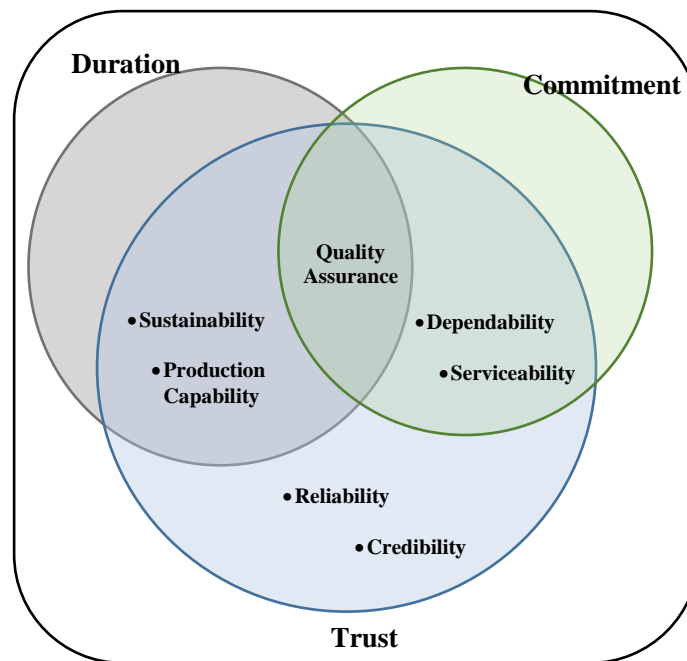 Duration
Commitment
Quality
Assurance
•Sustainability
•Dependability
•Production
Capability
•Serviceability
•Reliability
•Credibility
Trust